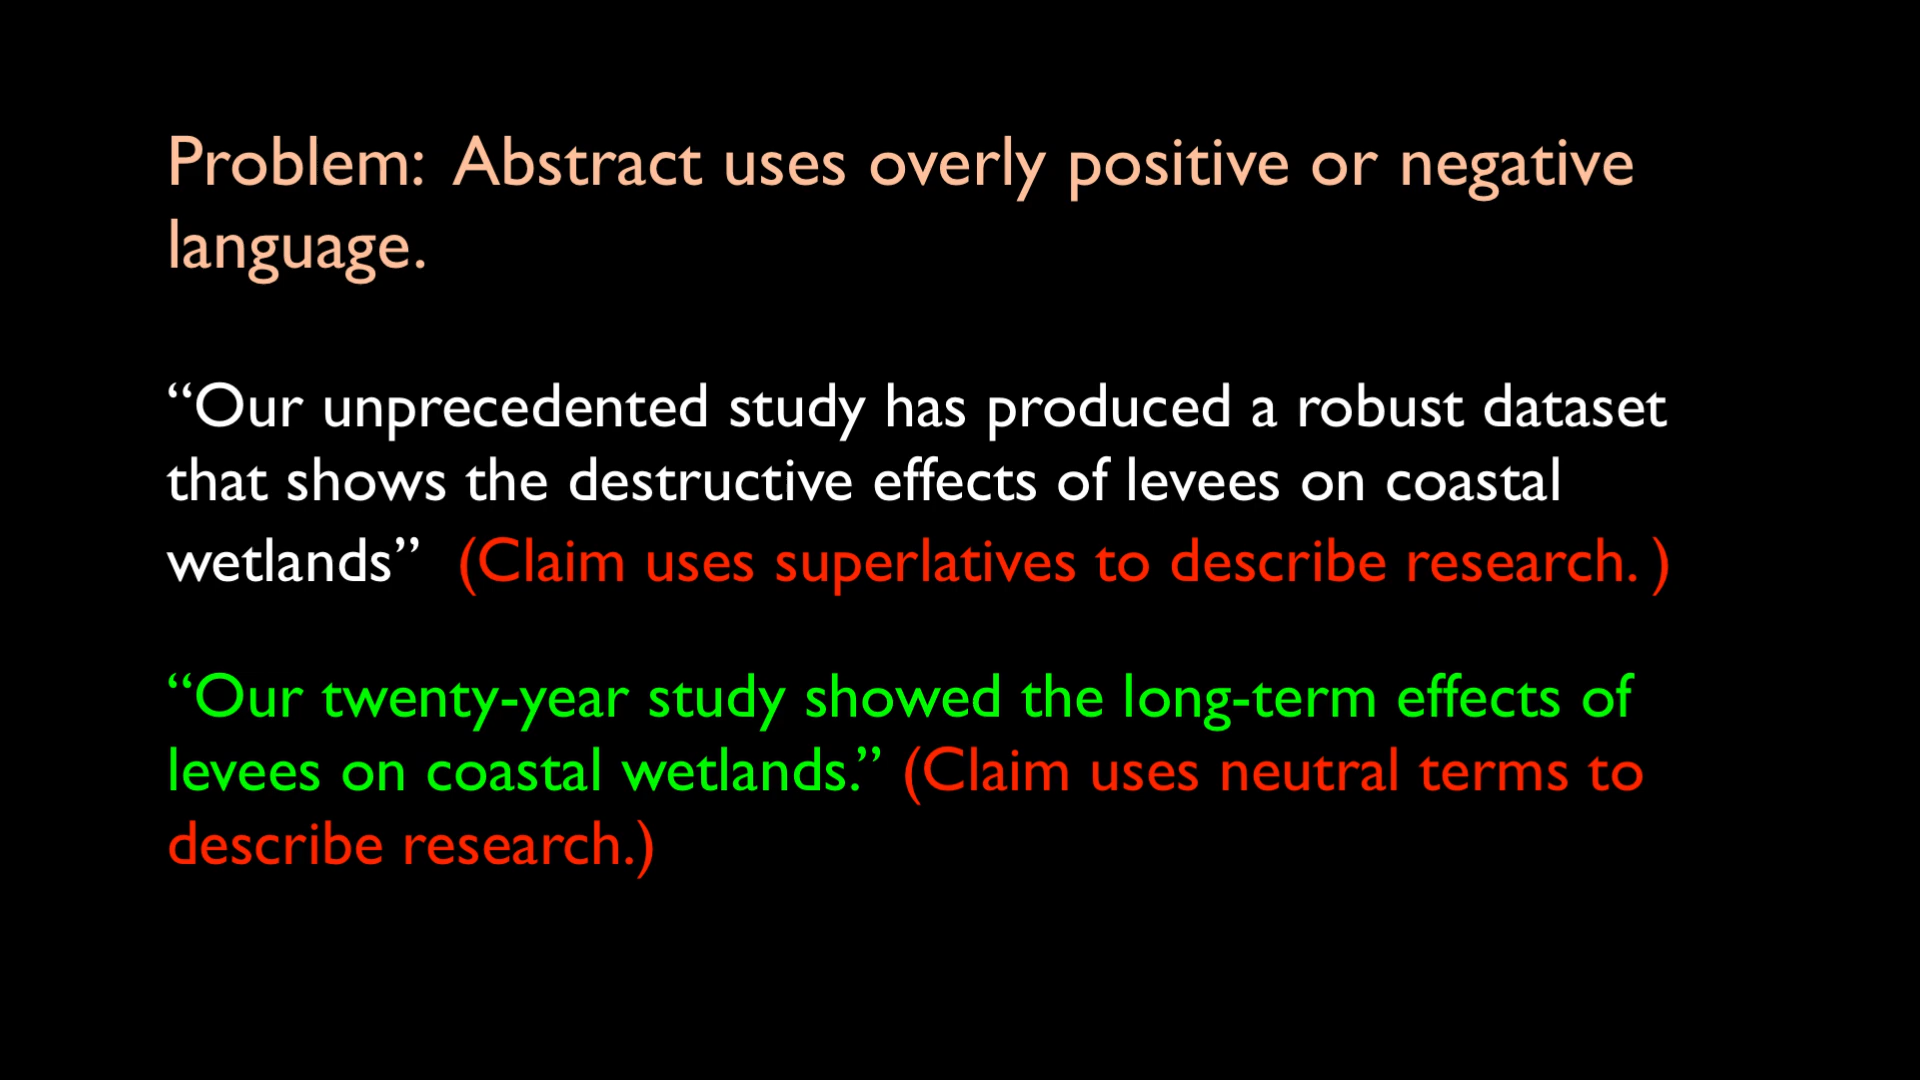 Problem:  Abstract uses overly positive or negative
language.
“Our unprecedented study has produced a robust dataset
that shows the destructive effects of levees on coastal
wetlands”  (Claim uses superlatives to describe research. )
“Our twenty-year study showed the long-term effects of
levees on coastal wetlands.” (Claim uses neutral terms to
describe research.)